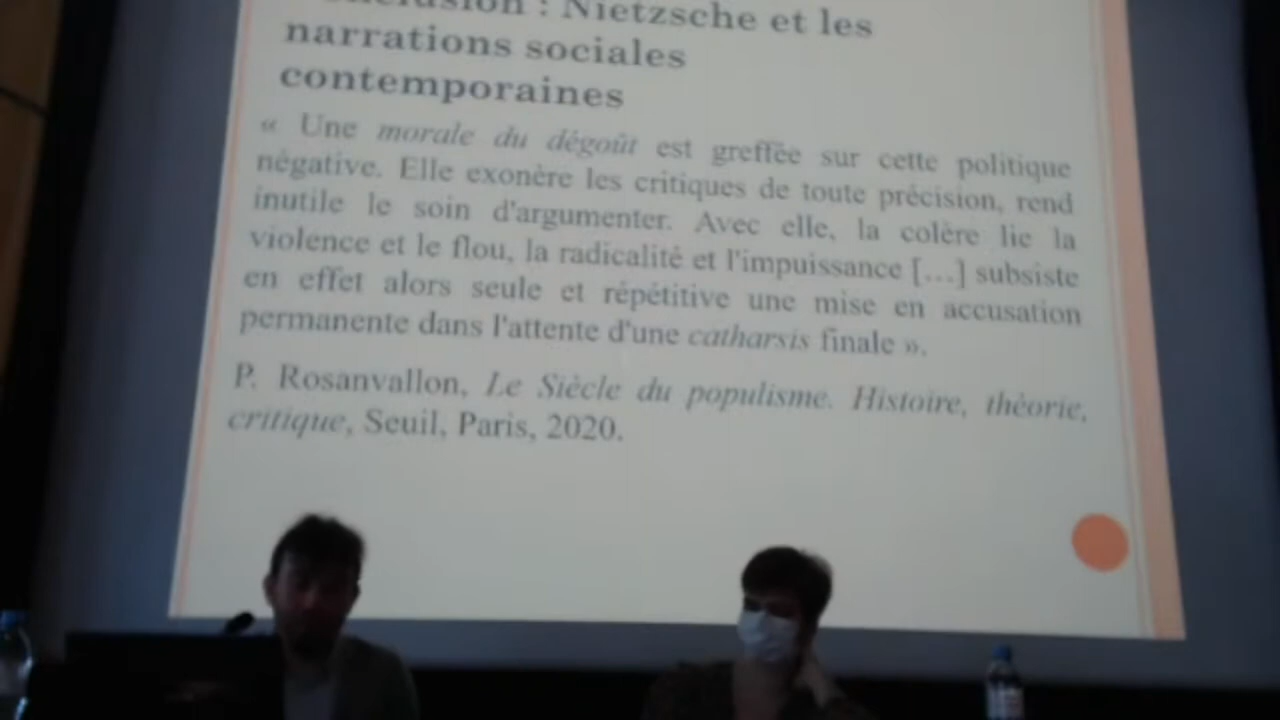 : Nietzsche et les
narrations sociales
contemporaines
« Une morale du dégoût est greffée sur cette politique
négative. Elle exonère les critiques de toute précision, rend
inutile le soin d'argumenter. Avec elle, la colère lie la
violence et le flou, la radicalité et l'impuissance […] subsiste
en effet alors seule et répétitive une mise en accusation
permanente dans l'attente d'une catharsis finale ».
P. Rosanvallon, Le Siècle du populisme. Histoire, théorie,
critique, Seuil, Paris, 2020.